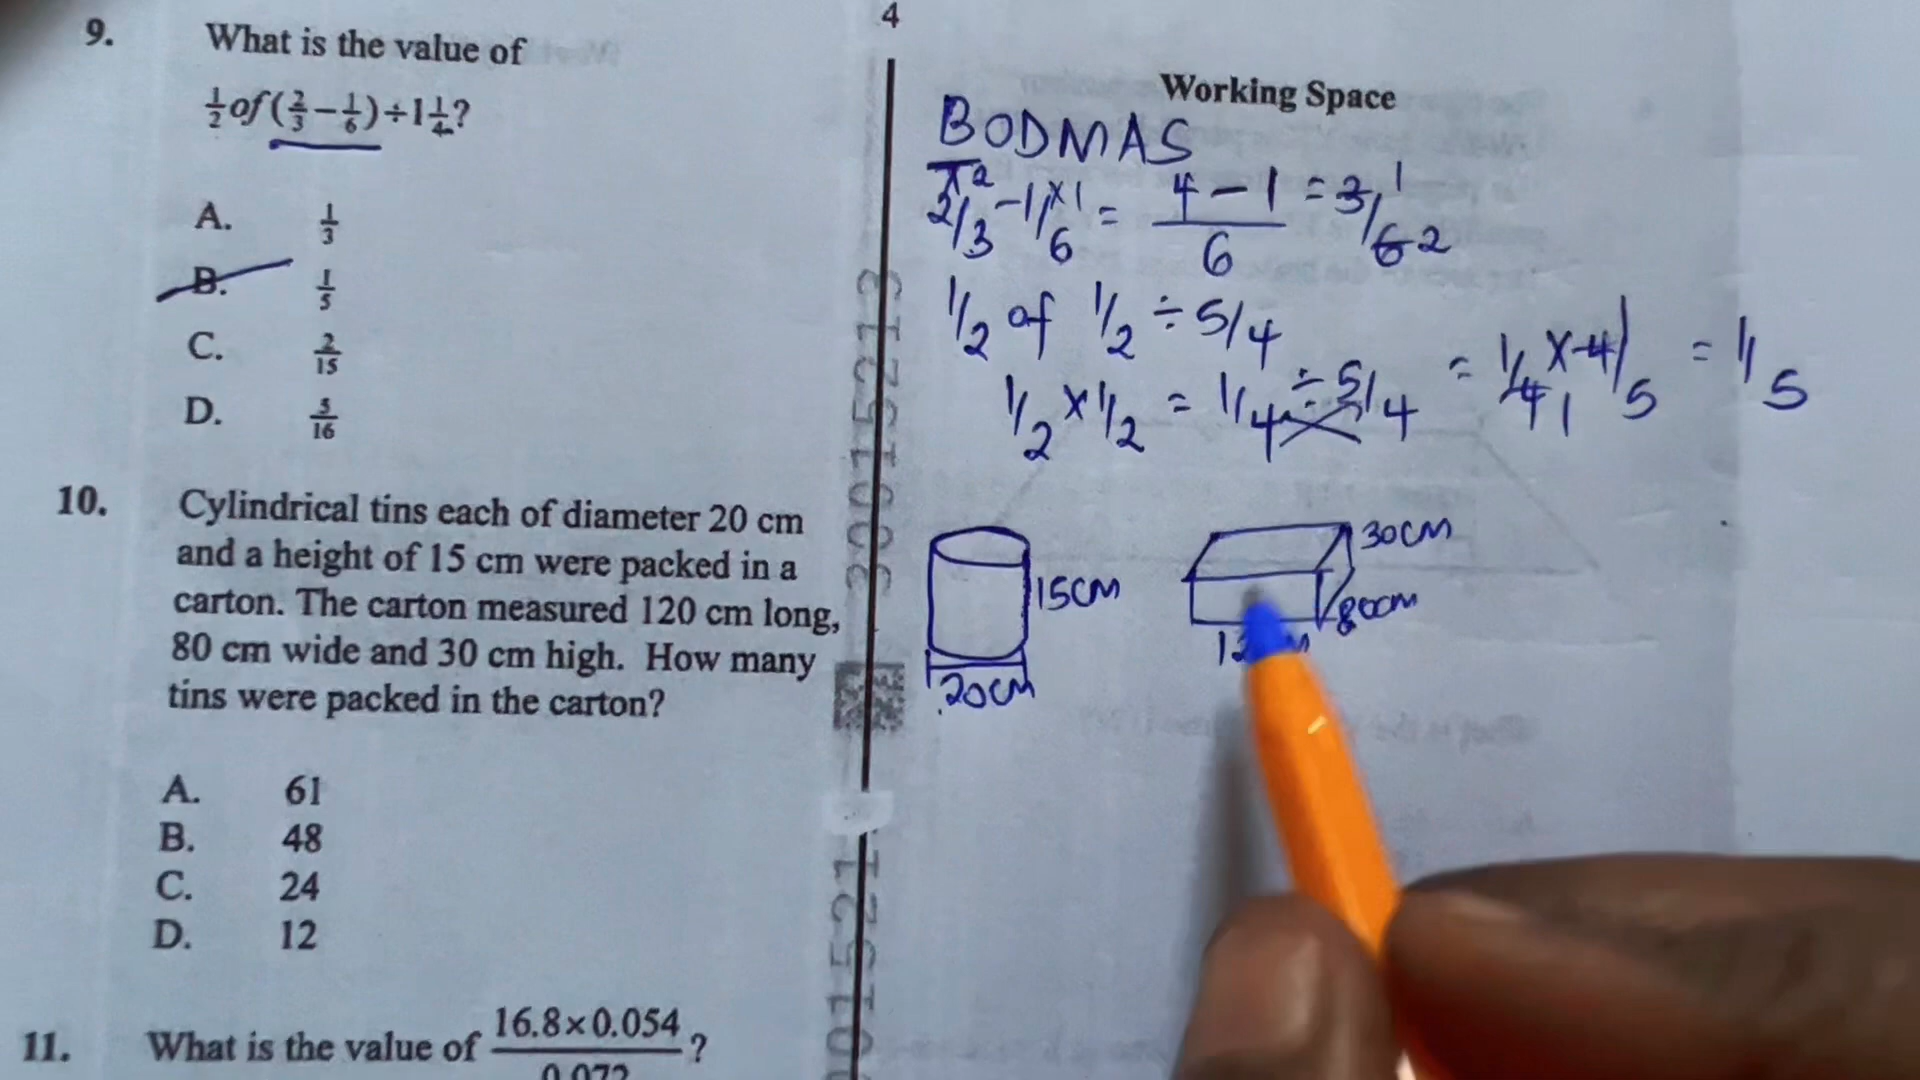 4
9. What is the value of
1/2 of (2/3 − 1/6) ÷ 1 1/4?
A. 1/3
B. 1/5
C. 2/15
D. 5/16
10. Cylindrical tins each of diameter 20 cm
and a height of 15 cm were packed in a
carton. The carton measured 120 cm long,
80 cm wide and 30 cm high. How many
tins were packed in the carton?
A. 61
B. 48
C. 24
D. 12
11. What is the value of 16.8×0.054 / 0.072 ?
Working Space
BODMAS
2/3 - 1/6 ×1 = 4 - 1 / 6 = 3/6 1 2
1/2 of 1/2 ÷ 5/4
1/2 × 1/2 = 1/4 ÷ 5/4 = 1/4 × 4/5 = 1/5
15cm
20cm
30cm
80cm